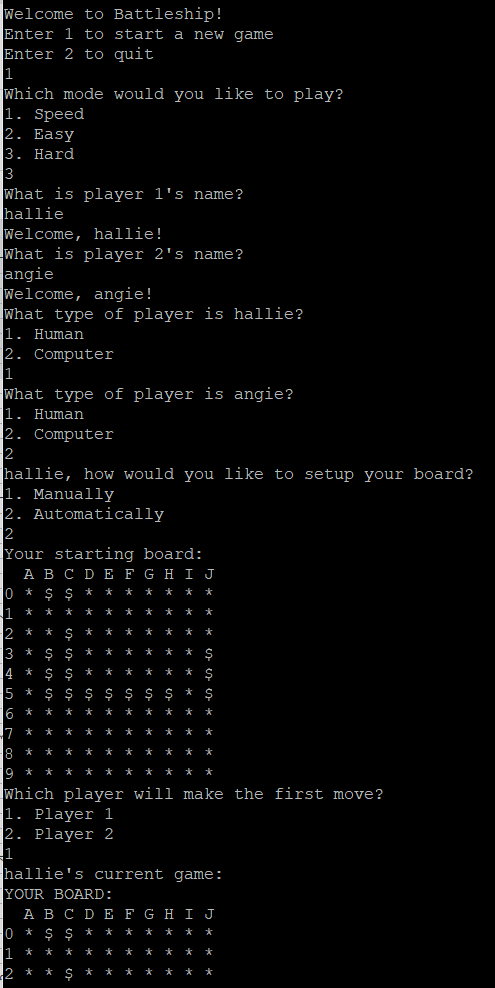 Welcome to Battleship!
Enter 1 to start a new game
Enter 2 to quit
1
Which mode would you like to play?
1. Speed
2. Easy
3. Hard
3
What is player 1's name?
hallie
Welcome, hallie!
What is player 2's name?
angie
Welcome, angie!
What type of player is hallie?
1. Human
2. Computer
1
What type of player is angie?
1. Human
2. Computer
2
hallie, how would you like to setup your board?
1. Manually
2. Automatically
2
Your starting board:
  A B C D E F G H I J
0 * $ $ * * * * * * *
1 * * * * * * * * * *
2 * * $ * * * * * * *
3 * $ $ * * * * * * $
4 * $ $ * * * * * * $
5 * $ $ $ $ $ $ $ * $
6 * * * * * * * * * *
7 * * * * * * * * * *
8 * * * * * * * * * *
9 * * * * * * * * * *
Which player will make the first move?
1. Player 1
2. Player 2
1
hallie's current game:
YOUR BOARD:
  A B C D E F G H I J
0 * $ $ * * * * * * *
1 * * * * * * * * * *
2 * * $ * * * * * * *